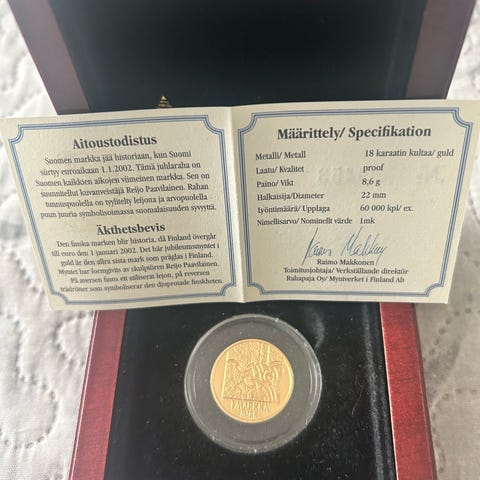 Aitoustodistus
Suomen markka jää historiaan, kun Suomi
siirtyy euroaikaan 1.1.2002. Tämä juhlaraha on
Suomen kaikkien aikojen viimeinen markka. Sen on
suunnitellut kuvanveistäjä Reijo Paavilainen. Rahan
tunnuspuolella on tyylitelty leijona ja arvopuolella
puun juuria symbolisoimassa suomalaisuuden syvyyttä.
Äkthetsbevis
Den finska marken blir historia, då Finland övergår
till euro den 1 januari 2002. Det här jubileumsmyntet i
guld är den allra sista mark som präglas i Finland.
Myntet har formgivits av skulptören Reijo Paavilainen.
På aversen finns ett stiliserat lejon, på reversen
trädrötter som symboliserar den djuprotade finskheten.
Määrittely/ Specifikation
Metalli/ Metall 18 karaatin kultaa/ guld
Laatu/ Kvalitet proof
Paino/ Vikt 8,6 g
Halkaisija/Diameter 22 mm
Lyöntimäärä/ Upplaga 60 000 kpl/ ex.
Nimellisarvo/ Nominellt värde 1mk
Raimo Makkonen
Toimitusjohtaja/ Verkställande direktör
Rahapaja Oy/ Myntverket i Finland Ab
1 MARKKA